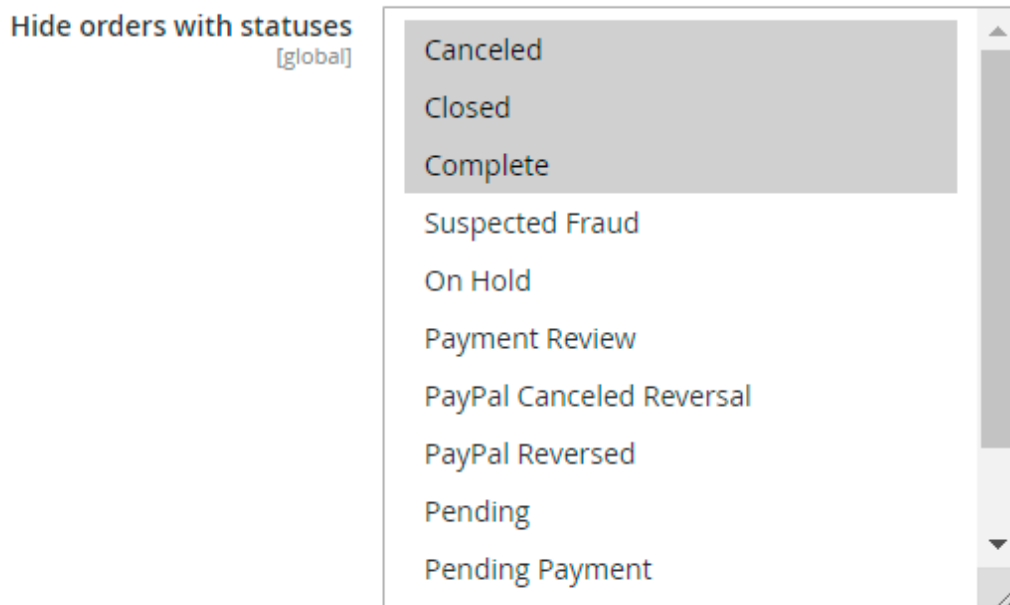 Hide orders with statuses
[global]
Canceled
Closed
Complete
Suspected Fraud
On Hold
Payment Review
PayPal Canceled Reversal
PayPal Reversed
Pending
Pending Payment